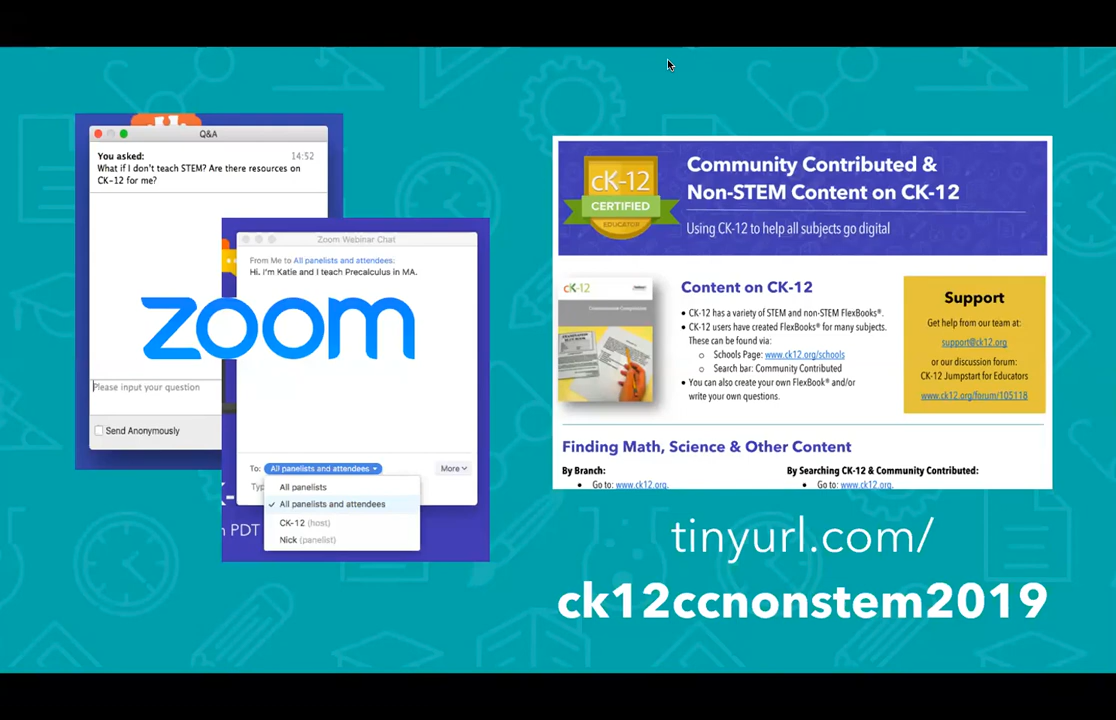 Q&A
You asked:
14:52
What if I don't teach STEM? Are there resources on
CK-12 for me?
Please input your question
Send Anonymously
Zoom Webinar Chat
From Me to All panelists and attendees:
Hi. I'm Katie and I teach Precalculus in MA.
zoom
To: All panelists and attendees
More
All panelists
✓ All panelists and attendees
CK-12 (host)
Nick (panelist)
PDT
cK-12
CERTIFIED
EDUCATOR
Community Contributed &
Non-STEM Content on CK-12
Using CK-12 to help all subjects go digital
cK-12
Content on CK-12
• CK-12 has a variety of STEM and non-STEM FlexBooks®.
• CK-12 users have created FlexBooks® for many subjects.
These can be found via:
○ Schools Page: www.ck12.org/schools
○ Search bar: Community Contributed
• You can also create your own FlexBook® and/or
write your own questions.
Support
Get help from our team at:
support@ck12.org
or our discussion forum:
CK-12 Jumpstart for Educators
www.ck12.org/forum/105118
Finding Math, Science & Other Content
By Branch:
• Go to: www.ck12.org.
By Searching CK-12 & Community Contributed:
• Go to: www.ck12.org.
tinyurl.com/
ck12ccnonstem2019